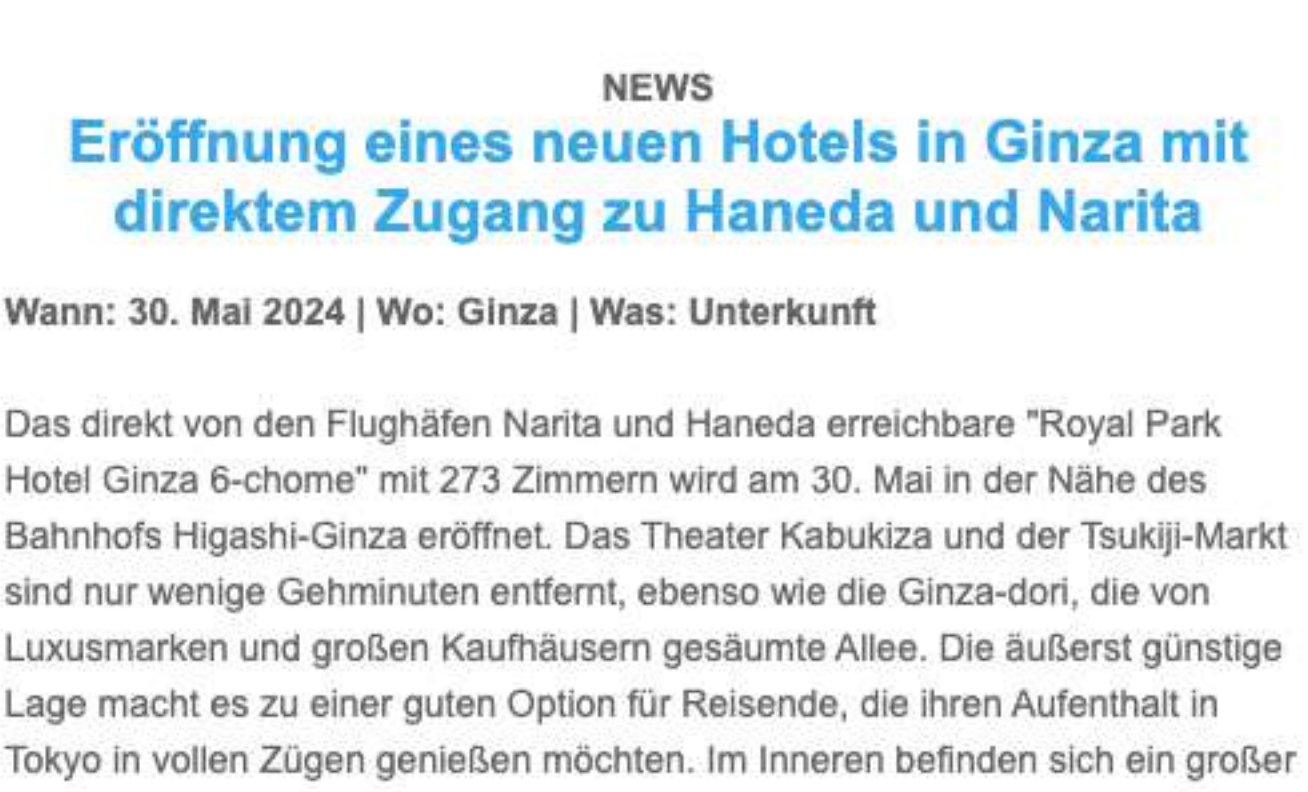 NEWS
Eröffnung eines neuen Hotels in Ginza mit
direktem Zugang zu Haneda und Narita
Wann: 30. Mai 2024 | Wo: Ginza | Was: Unterkunft
Das direkt von den Flughäfen Narita und Haneda erreichbare "Royal Park
Hotel Ginza 6-chome" mit 273 Zimmern wird am 30. Mai in der Nähe des
Bahnhofs Higashi-Ginza eröffnet. Das Theater Kabukiza und der Tsukiji-Markt
sind nur wenige Gehminuten entfernt, ebenso wie die Ginza-dori, die von
Luxusmarken und großen Kaufhäusern gesäumte Allee. Die äußerst günstige
Lage macht es zu einer guten Option für Reisende, die ihren Aufenthalt in
Tokyo in vollen Zügen genießen möchten. Im Inneren befinden sich ein großer